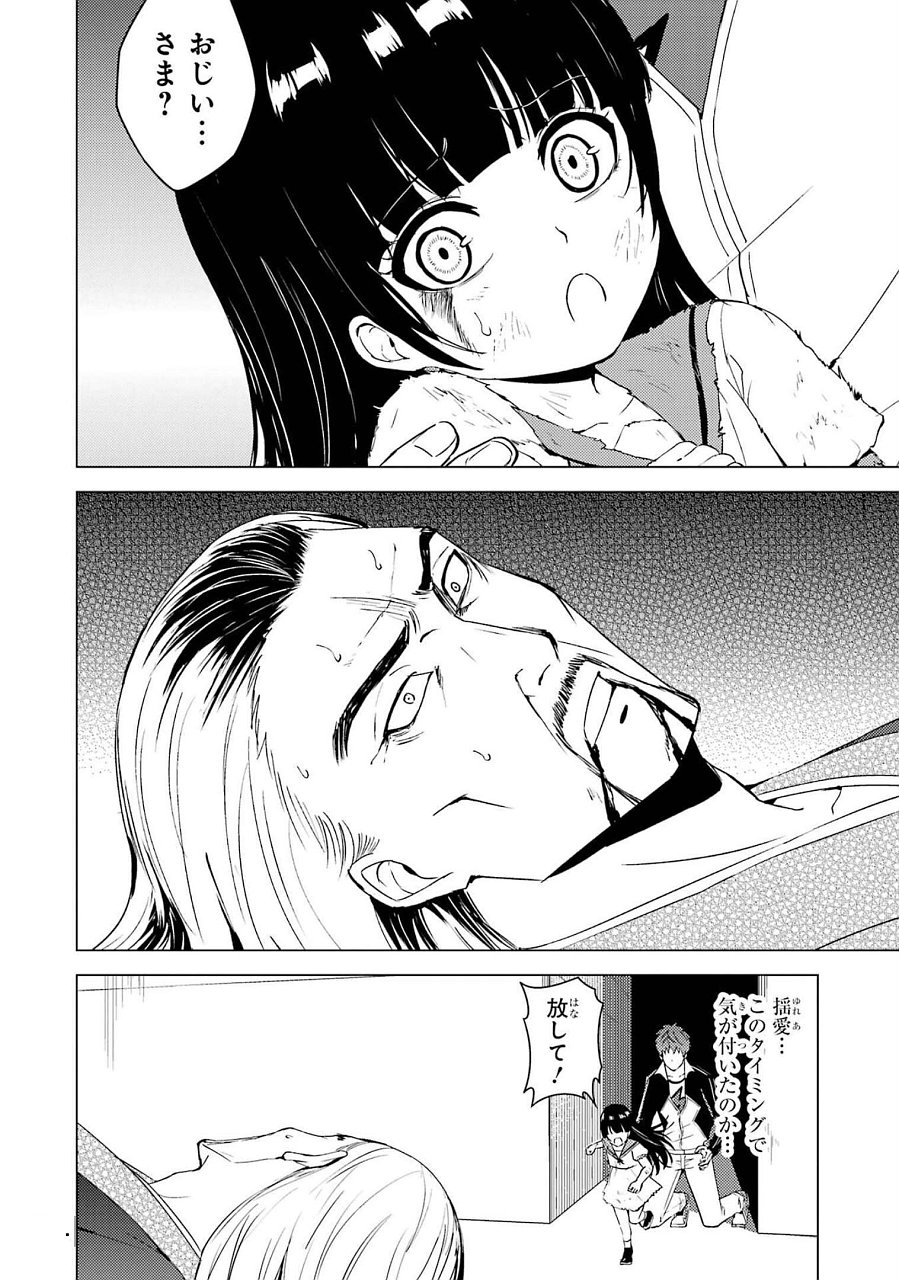 おじい…
さま？
揺愛…
このタイミングで
気が付いたのか…
放して！